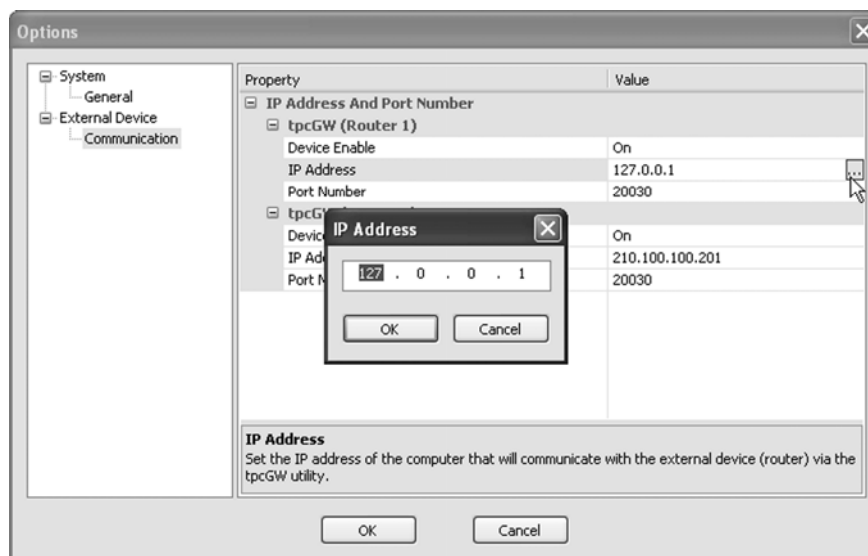 Options
System
General
External Device
Communication
Property Value
IP Address And Port Number
tpcGW (Router 1)
Device Enable On
IP Address 127.0.0.1 ...
Port Number 20030
On
210.100.100.201
20030
IP Address
127 . 0 . 0 . 1
OK Cancel
IP Address
Set the IP address of the computer that will communicate with the external device (router) via the
tpcGW utility.
OK Cancel